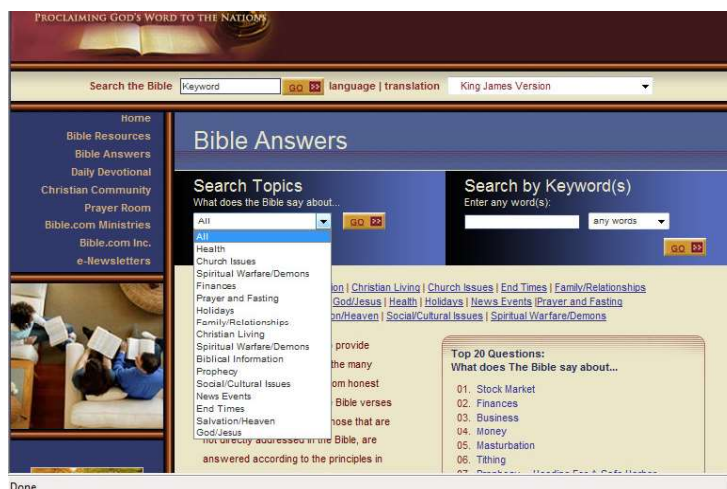 PROCLAIMING GOD'S WORD TO THE NATIONS
Search the Bible Keyword GO language | translation King James Version
Home
Bible Resources
Bible Answers
Daily Devotional
Christian Community
Prayer Room
Bible.com Ministries
Bible.com Inc.
e-Newsletters
Bible Answers
Search Topics
What does the Bible say about...
All GO
All
Health
Church Issues
Spiritual Warfare/Demons
Finances
Prayer and Fasting
Holidays
Family/Relationships
Christian Living
Spiritual Warfare/Demons
Biblical Information
Prophecy
Social/Cultural Issues
News Events
End Times
Salvation/Heaven
God/Jesus
Search by Keyword(s)
Enter any word(s):
any words
GO
| Christian Living | Church Issues | End Times | Family/Relationships
God/Jesus | Health | Holidays | News Events |Prayer and Fasting
/Heaven | Social/Cultural Issues | Spiritual Warfare/Demons
provide
the many
honest
Bible verses
that are
not directly addressed in the Bible, are
answered according to the principles in
Top 20 Questions:
What does The Bible say about...
01. Stock Market
02. Finances
03. Business
04. Money
05. Masturbation
06. Tithing
Done